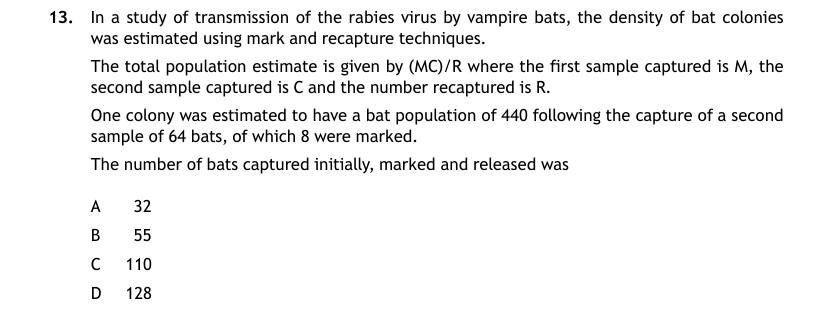 13. In a study of transmission of the rabies virus by vampire bats, the density of bat colonies
was estimated using mark and recapture techniques.
The total population estimate is given by (MC)/R where the first sample captured is M, the
second sample captured is C and the number recaptured is R.
One colony was estimated to have a bat population of 440 following the capture of a second
sample of 64 bats, of which 8 were marked.
The number of bats captured initially, marked and released was
A 32
B 55
C 110
D 128